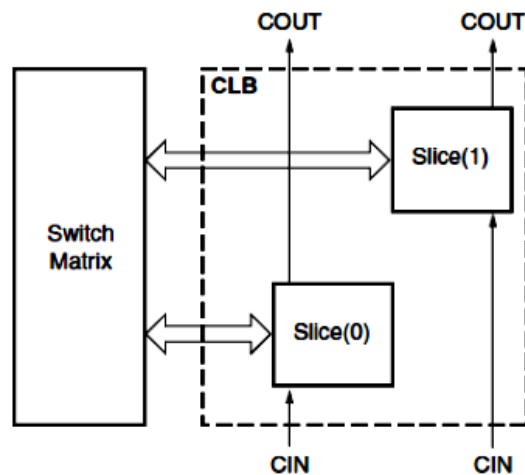 COUT
COUT
CLB
Slice(1)
Switch
Matrix
Slice(0)
CIN
CIN